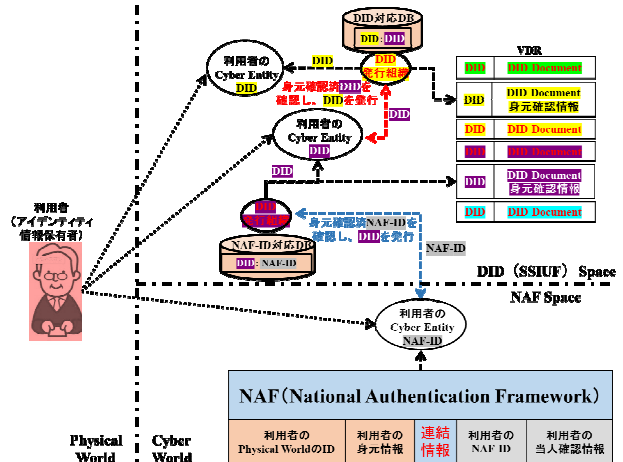 DID対応DB
DID：DID
利用者の
Cyber Entity
DID
DID
DID
発行組織
身元確認済DIDを
確認し、DIDを発行
DID
利用者の
Cyber Entity
DID
DID
VDR
DID DID Document
DID DID Document
身元確認情報
DID DID Document
DID DID Document
DID DID Document
身元確認情報
DID DID Document
利用者
（アイデンティティ
情報保有者）
DID
身元確認済NAF-IDを
確認し、DIDを発行
NAF-ID
NAF-ID対応DB
DID：NAF-ID
DID（SSIUF）Space
NAF Space
利用者の
Cyber Entity
NAF-ID
NAF（National Authentication Framework）
利用者の
Physical WorldのID
利用者の
身元情報
連結
情報
利用者の
NAF ID
利用者の
当人確認情報
Physical
World
Cyber
World